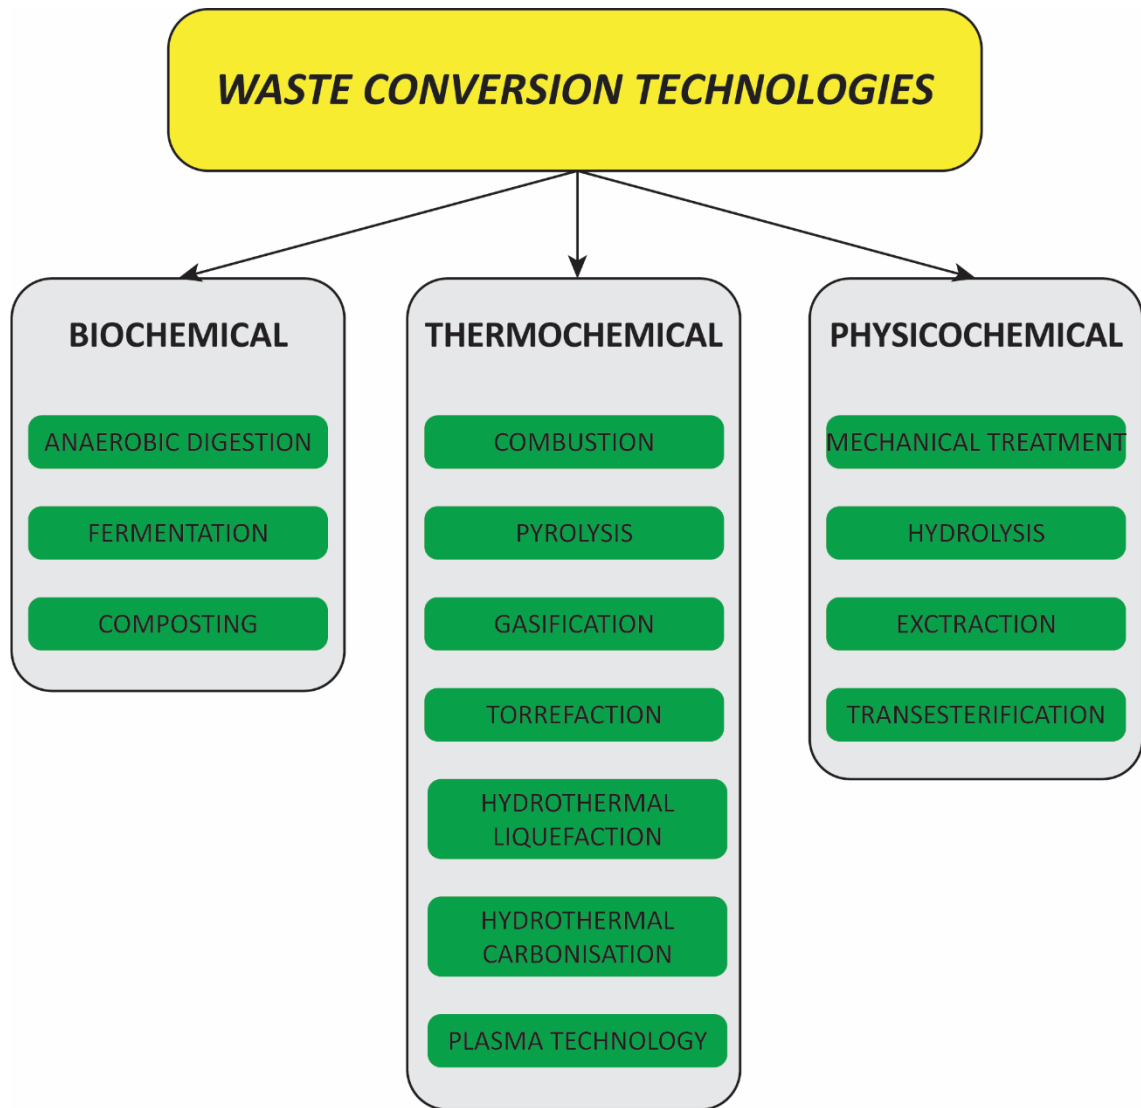 WASTE CONVERSION TECHNOLOGIES
BIOCHEMICAL
ANAEROBIC DIGESTION
FERMENTATION
COMPOSTING
THERMOCHEMICAL
COMBUSTION
PYROLYSIS
GASIFICATION
TORREFACTION
HYDROTHERMAL
LIQUEFACTION
HYDROTHERMAL
CARBONISATION
PLASMA TECHNOLOGY
PHYSICOCHEMICAL
MECHANICAL TREATMENT
HYDROLYSIS
EXCTRACTION
TRANSESTERIFICATION